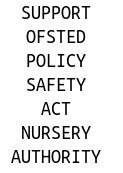 SUPPORT
OFSTED
POLICY
SAFETY
ACT
NURSERY
AUTHORITY